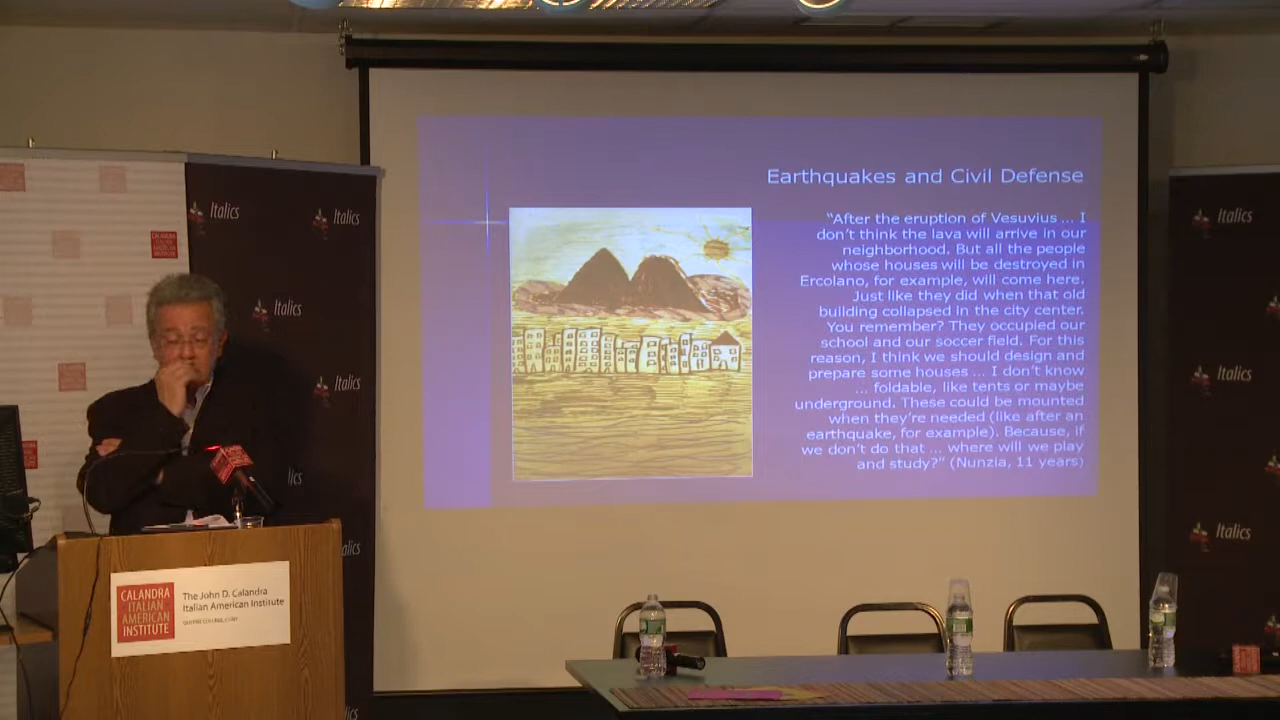 Earthquakes and Civil Defense
“After the eruption of Vesuvius ... I
don't think the lava will arrive in our
neighborhood. But all the people
whose houses will be destroyed in
Ercolano, for example, will come here.
Just like they did when that old
building collapsed in the city center.
You remember? They occupied our
school and our soccer field. For this
reason, I think we should design and
prepare some houses ... I don't know
... foldable, like tents or maybe
underground. These could be mounted
when they're needed (like after an
earthquake, for example). Because, if
we don't do that ... where will we play
and study?” (Nunzia, 11 years)
Italics
Italics
Italics
Italics
Italics
Italics
Italics
CALANDRA
ITALIAN
AMERICAN
INSTITUTE
The John D. Calandra
Italian American Institute